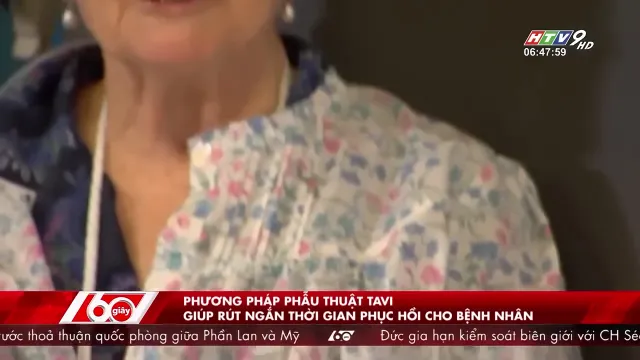 HTV9 HD
06:47:59
PHƯƠNG PHÁP PHẪU THUẬT TAVI
60 giây GIÚP RÚT NGẮN THỜI GIAN PHỤC HỒI CHO BỆNH NHÂN
thoả thuận quốc phòng giữa Phần Lan và Mỹ Đức gia hạn kiểm soát biên giới với CH